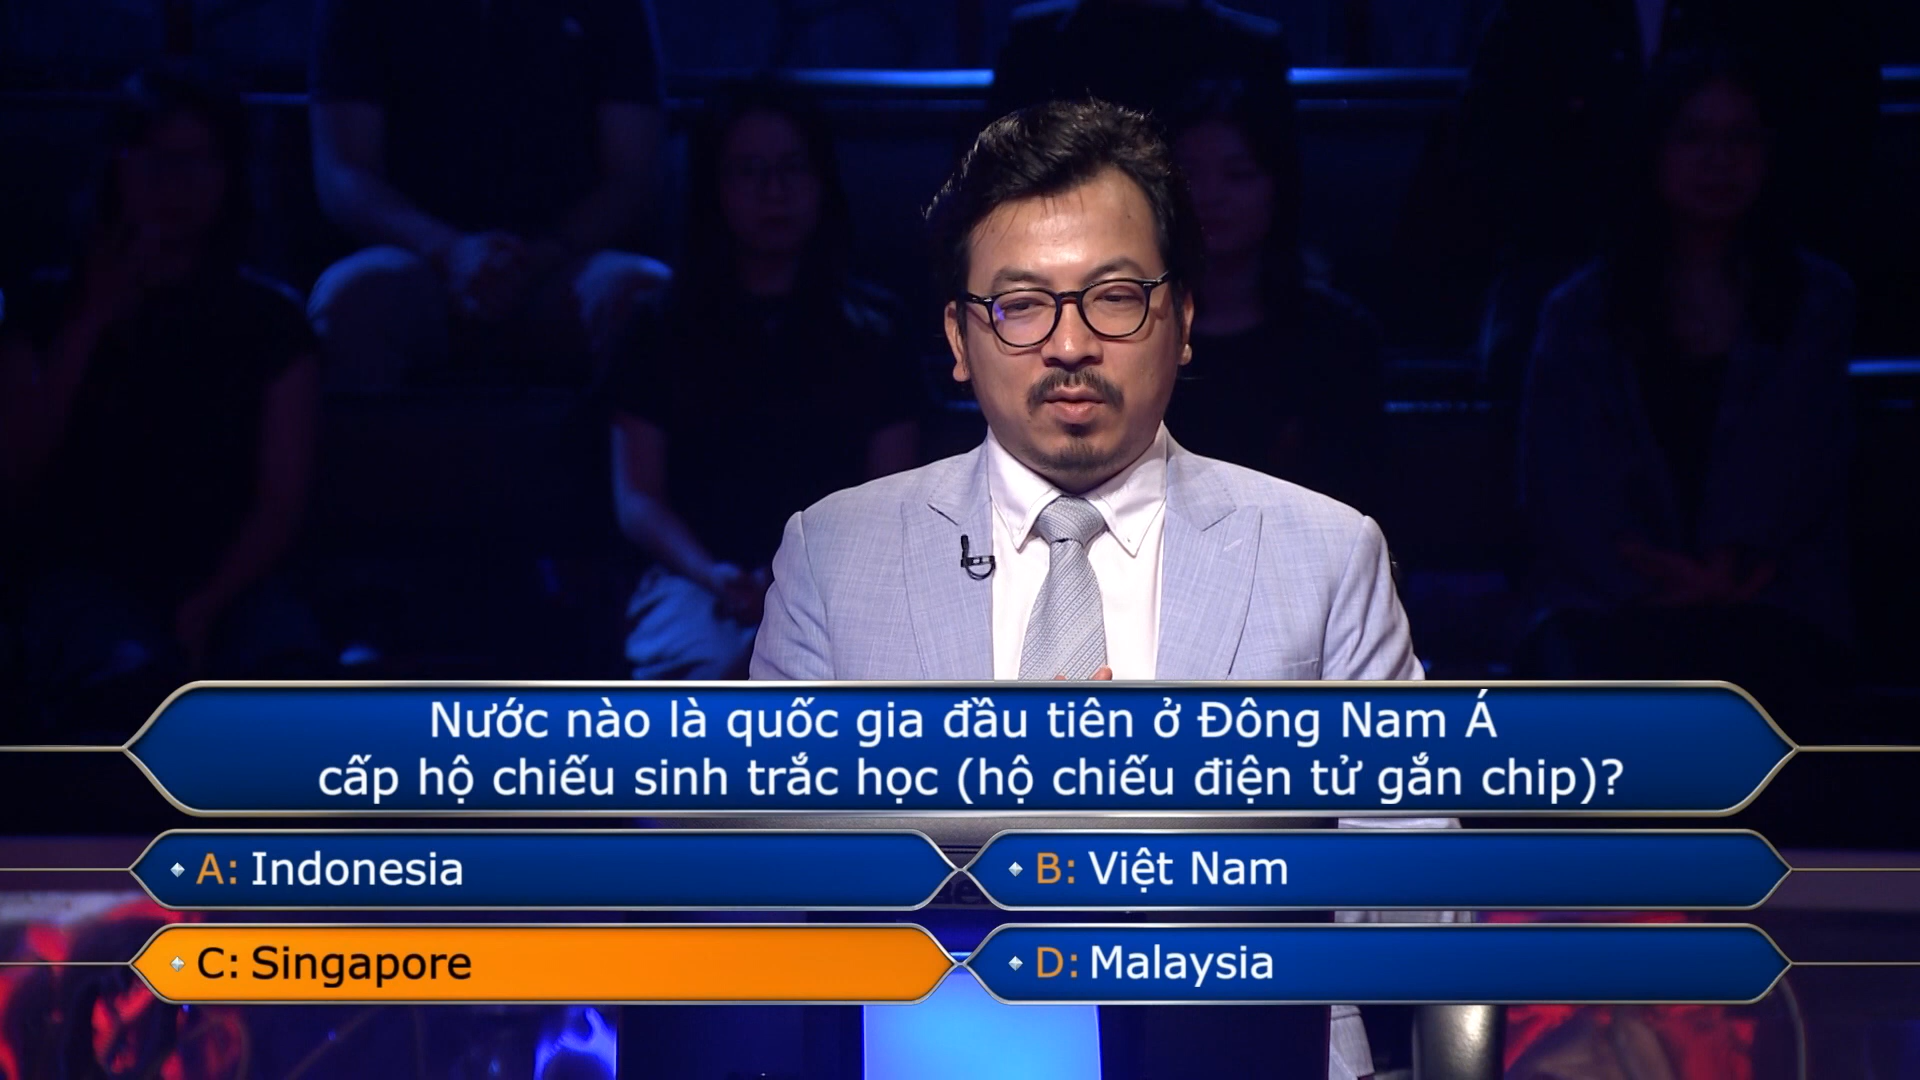 Nước nào là quốc gia đầu tiên ở Đông Nam Á
cấp hộ chiếu sinh trắc học (hộ chiếu điện tử gắn chip)?
A: Indonesia
B: Việt Nam
C: Singapore
D: Malaysia